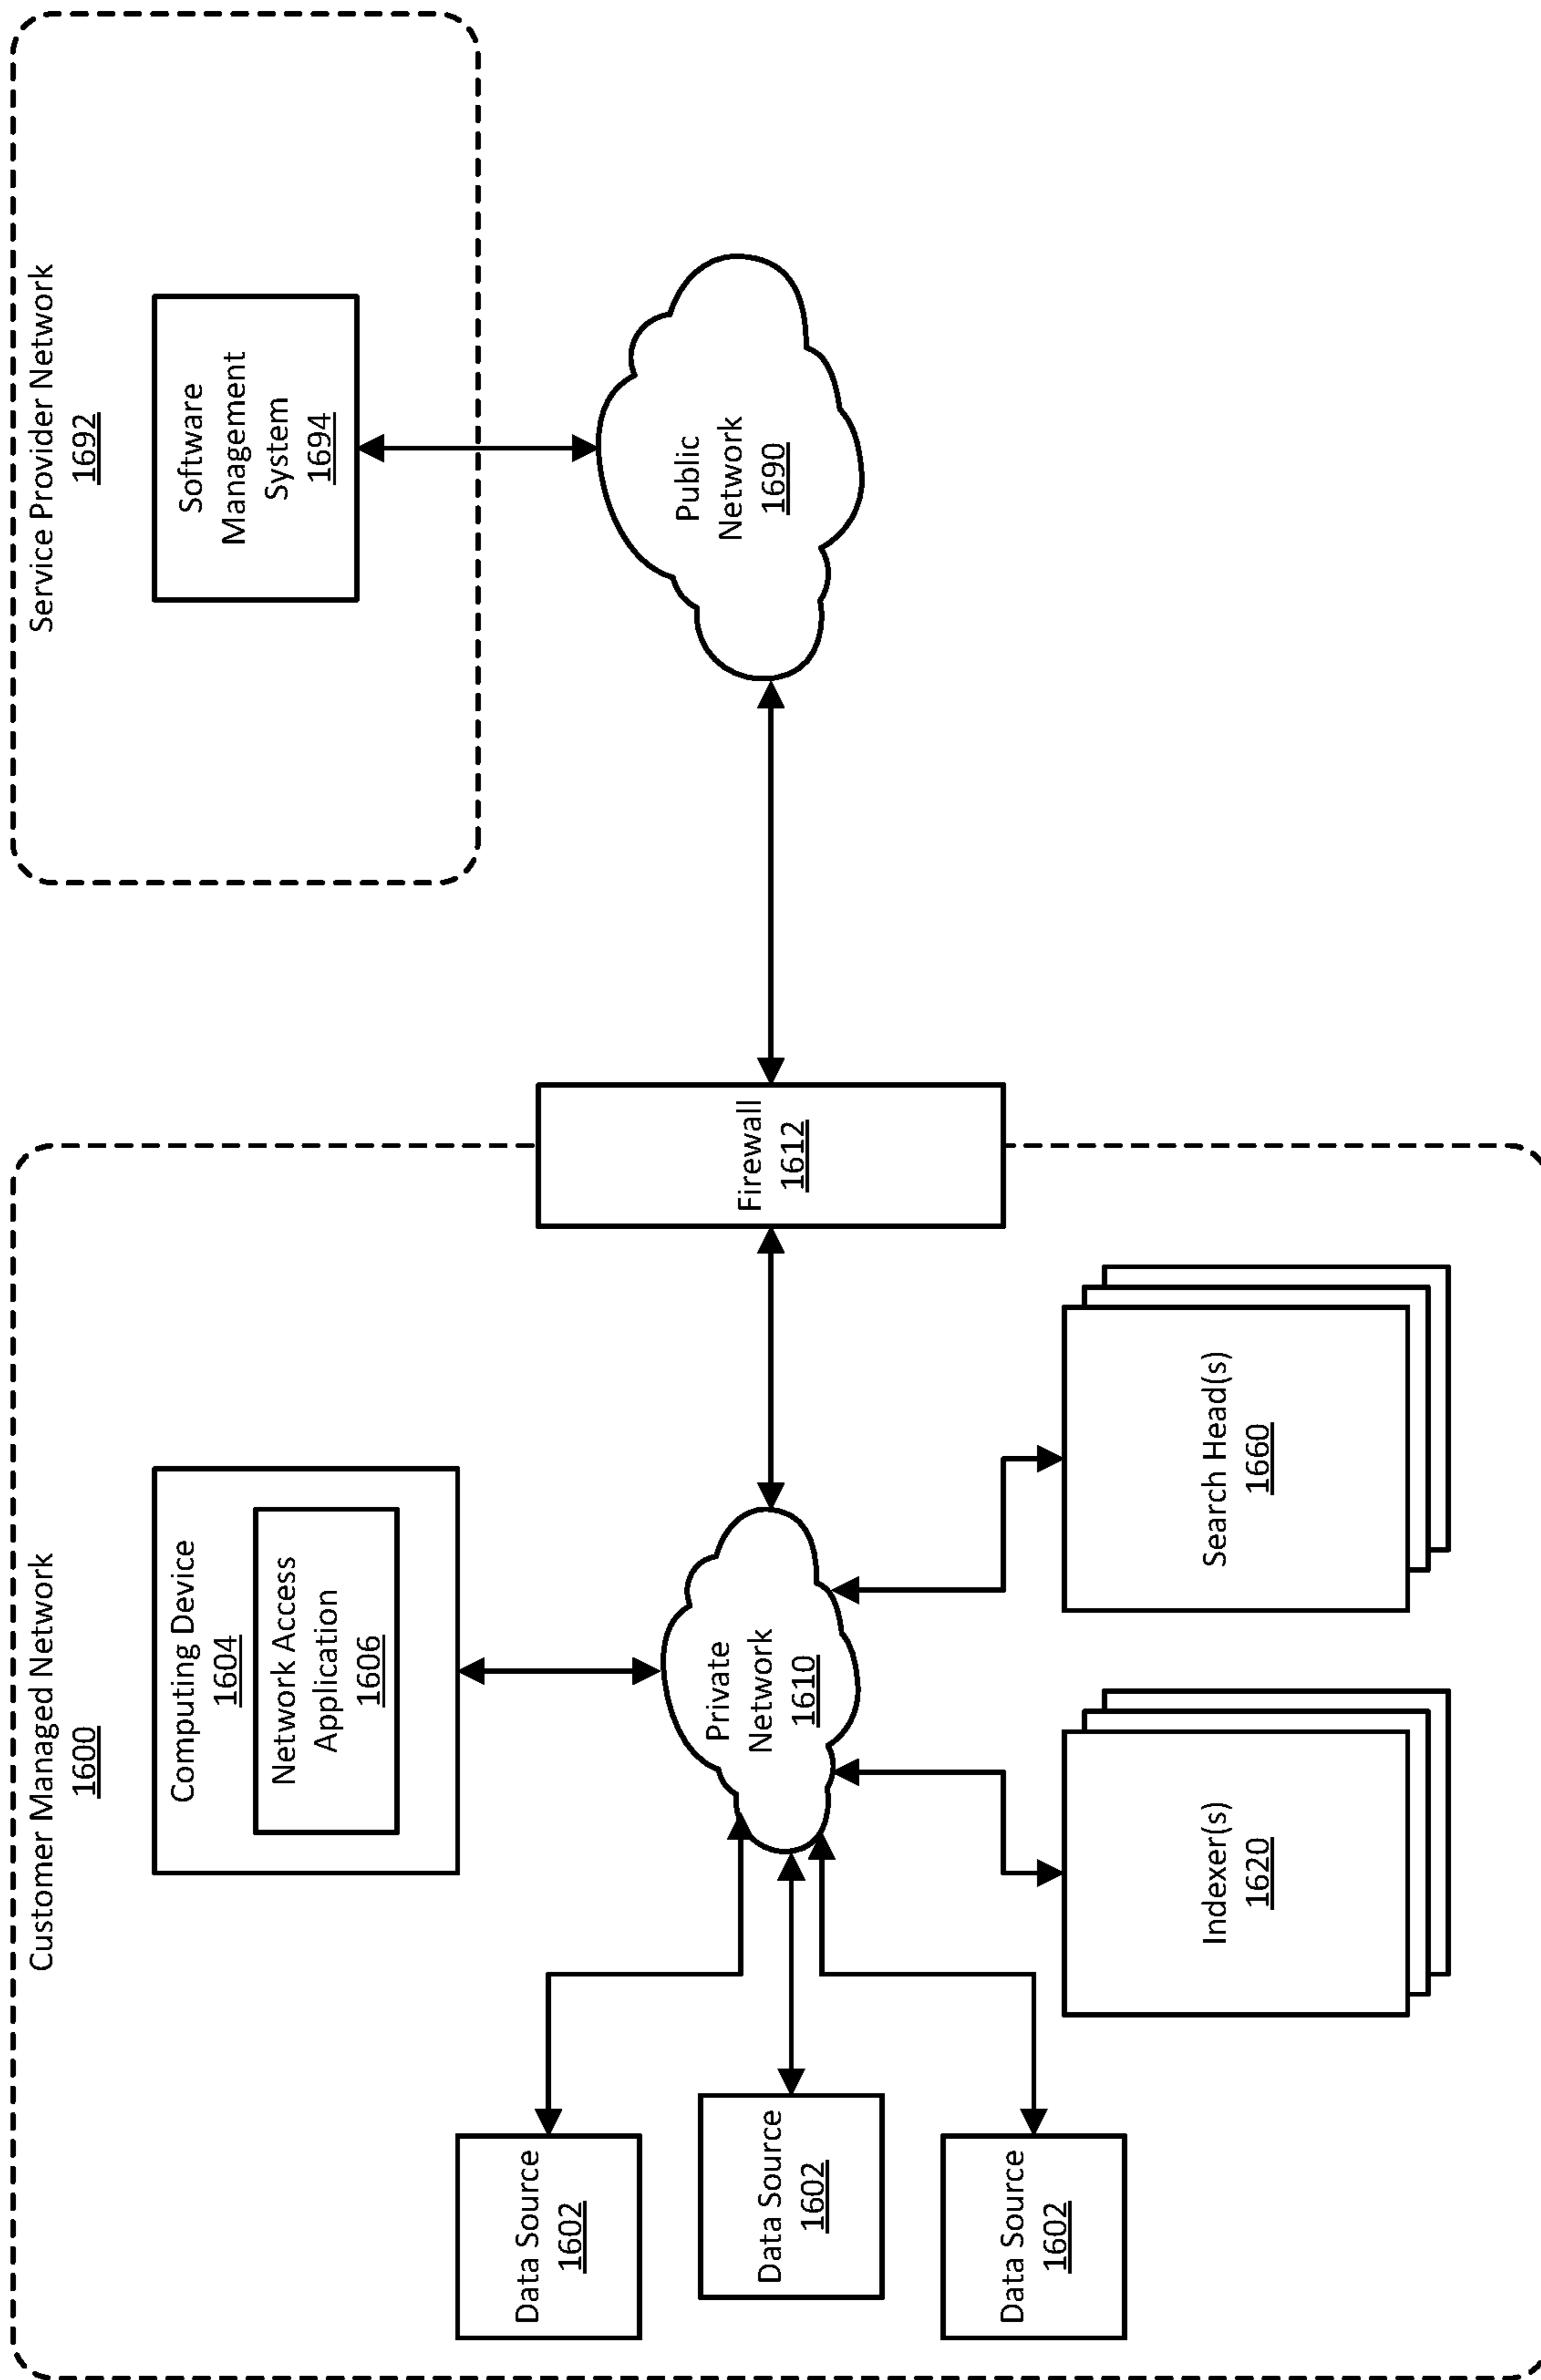 Customer Managed Network
1600
Computing Device
1604
Network Access
Application
1606
Data Source
1602
Data Source
1602
Data Source
1602
Private
Network
1610
Indexer(s)
1620
Search Head(s)
1660
Firewall
1612
Service Provider Network
1692
Software
Management
System
1694
Public
Network
1690